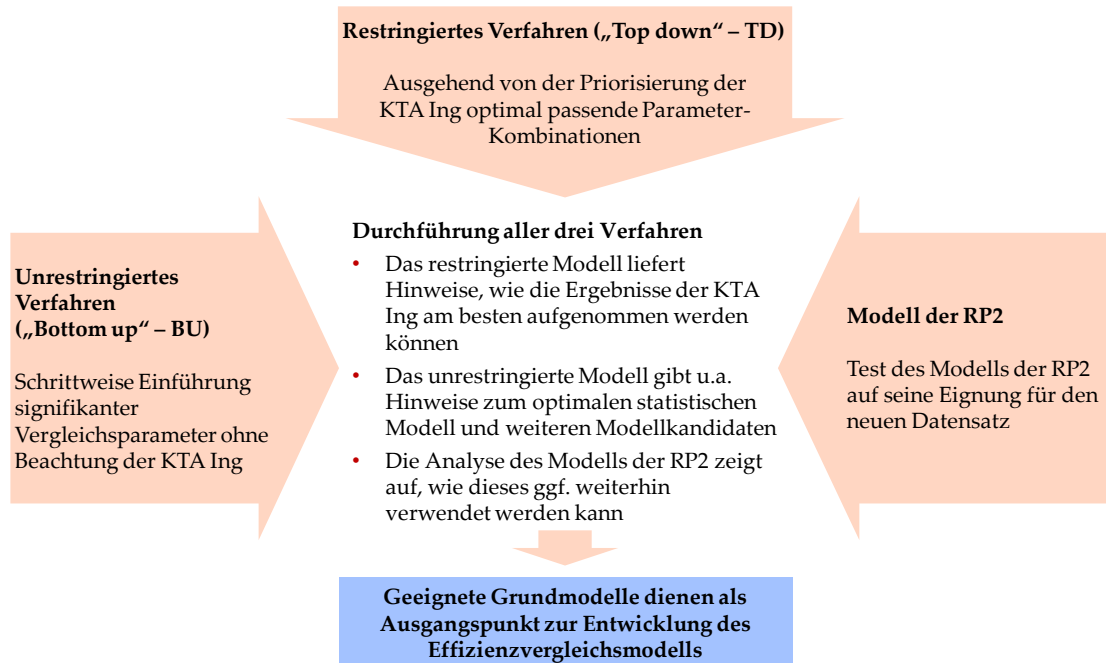 Restringiertes Verfahren („Top down“ – TD)
Ausgehend von der Priorisierung der
KTA Ing optimal passende Parameter-
Kombinationen
Unrestringiertes
Verfahren
(„Bottom up“ – BU)
Schrittweise Einführung
signifikanter
Vergleichsparameter ohne
Beachtung der KTA Ing
Durchführung aller drei Verfahren
• Das restringierte Modell liefert
Hinweise, wie die Ergebnisse der KTA
Ing am besten aufgenommen werden
können
• Das unrestringierte Modell gibt u.a.
Hinweise zum optimalen statistischen
Modell und weiteren Modellkandidaten
• Die Analyse des Modells der RP2 zeigt
auf, wie dieses ggf. weiterhin
verwendet werden kann
Modell der RP2
Test des Modells der RP2
auf seine Eignung für den
neuen Datensatz
Geeignete Grundmodelle dienen als
Ausgangspunkt zur Entwicklung des
Effizienzvergleichsmodells